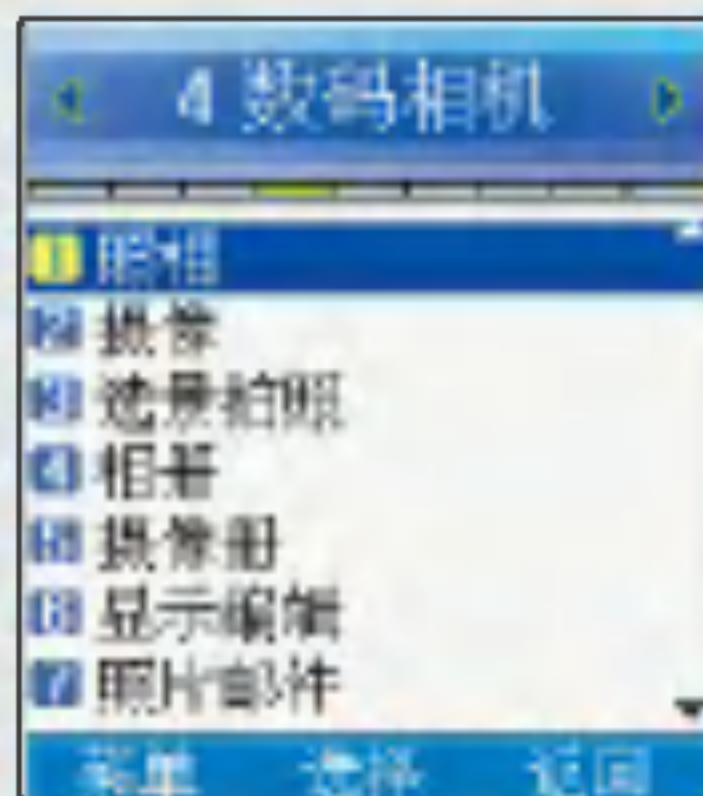 4 数码相机
1 照相
2 摄像
3 选景拍照
4 相册
5 摄像册
6 显示编辑
7 照片邮件
菜单 选择 返回